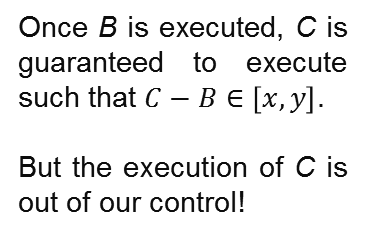 Once B is executed, C is
guaranteed to execute
such that C − B ∈ [x, y].
But the execution of C is
out of our control!